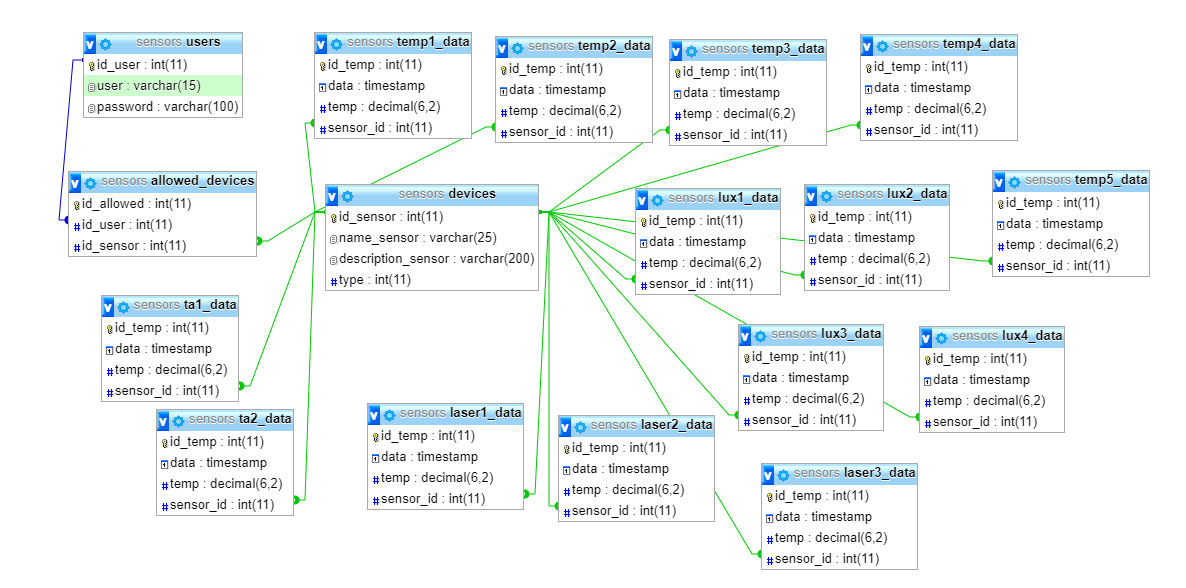 sensors users
id_user : int(11)
user : varchar(15)
password : varchar(100)
sensors temp1_data
id_temp : int(11)
data : timestamp
temp : decimal(6,2)
sensor_id : int(11)
sensors temp2_data
id_temp : int(11)
data : timestamp
temp : decimal(6,2)
sensor_id : int(11)
sensors temp3_data
id_temp : int(11)
data : timestamp
temp : decimal(6,2)
sensor_id : int(11)
sensors temp4_data
id_temp : int(11)
data : timestamp
temp : decimal(6,2)
sensor_id : int(11)
sensors allowed_devices
id_allowed : int(11)
id_user : int(11)
id_sensor : int(11)
sensors devices
id_sensor : int(11)
name_sensor : varchar(25)
description_sensor : varchar(200)
type : int(11)
sensors lux1_data
id_temp : int(11)
data : timestamp
temp : decimal(6,2)
sensor_id : int(11)
sensors lux2_data
id_temp : int(11)
data : timestamp
temp : decimal(6,2)
sensor_id : int(11)
sensors temp5_data
id_temp : int(11)
data : timestamp
temp : decimal(6,2)
sensor_id : int(11)
sensors ta1_data
id_temp : int(11)
data : timestamp
temp : decimal(6,2)
sensor_id : int(11)
sensors lux3_data
id_temp : int(11)
data : timestamp
temp : decimal(6,2)
sensor_id : int(11)
sensors lux4_data
id_temp : int(11)
data : timestamp
temp : decimal(6,2)
sensor_id : int(11)
sensors ta2_data
id_temp : int(11)
data : timestamp
temp : decimal(6,2)
sensor_id : int(11)
sensors laser1_data
id_temp : int(11)
data : timestamp
temp : decimal(6,2)
sensor_id : int(11)
sensors laser2_data
id_temp : int(11)
data : timestamp
temp : decimal(6,2)
sensor_id : int(11)
sensors laser3_data
id_temp : int(11)
data : timestamp
temp : decimal(6,2)
sensor_id : int(11)